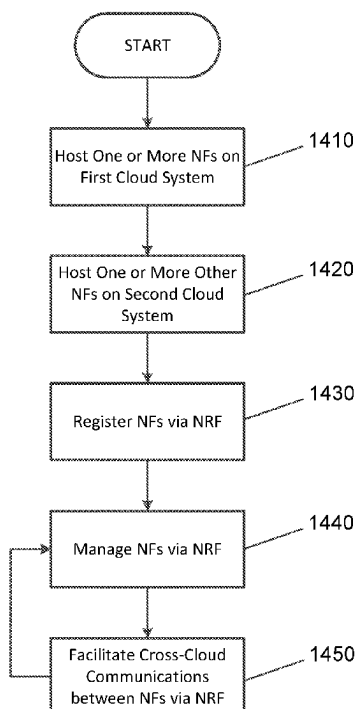 START
Host One or More NFs on
First Cloud System
1410
Host One or More Other
NFs on Second Cloud
System
1420
Register NFs via NRF
1430
Manage NFs via NRF
1440
Facilitate Cross-Cloud
Communications
between NFs via NRF
1450